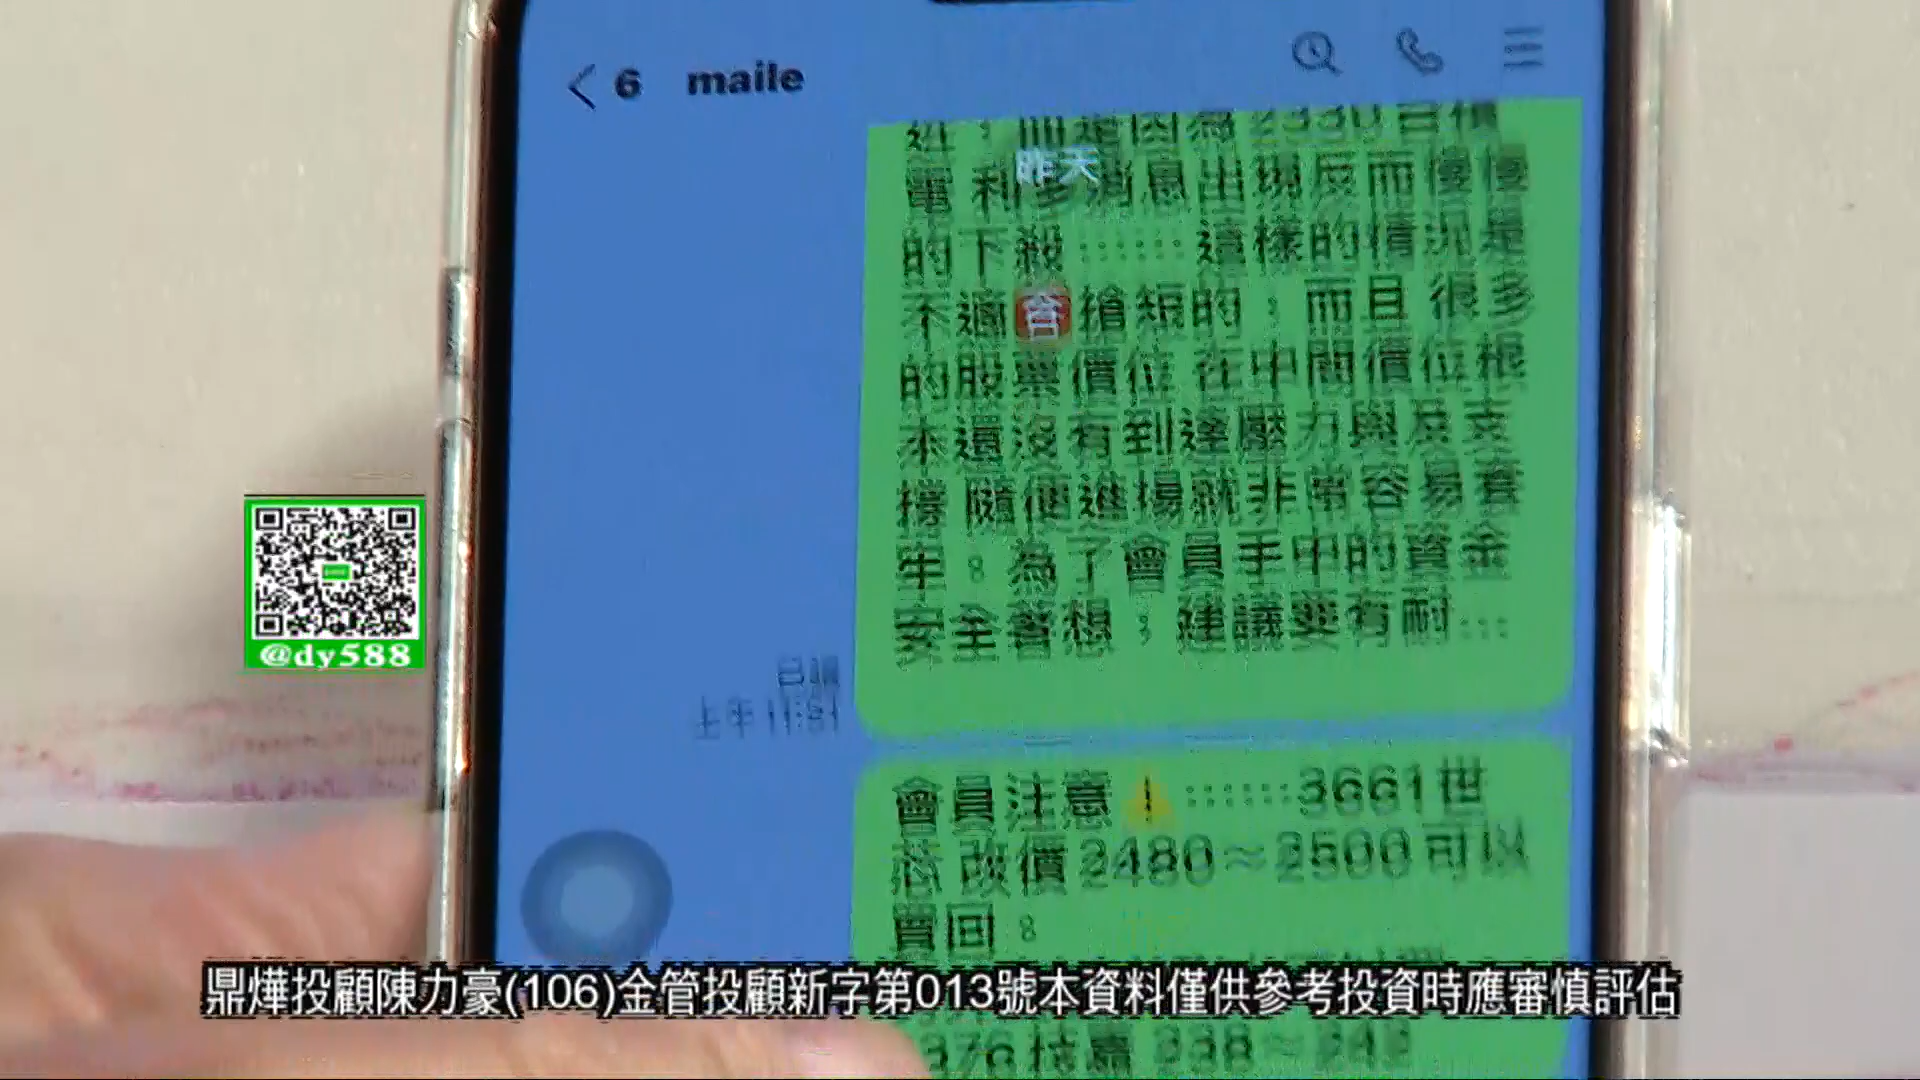 6 maile
昨天
電 利多消息出現反而慢慢
的下殺⋯⋯這樣的情況是
不適合搶短的，而且 很多
的股票價位 在中間價位根
本還沒有到達壓力與及支
撐 隨便進場就非常容易套
牢。為了會員手中的資金
安全著想，建議要有耐⋯
已讀
上午11:51
會員注意⚠️⋯⋯3661世
芯 改價2480～2500可以
買回。
@dy588
鼎燁投顧陳力豪(106)金管投顧新字第013號本資料僅供參考投資時應審慎評估